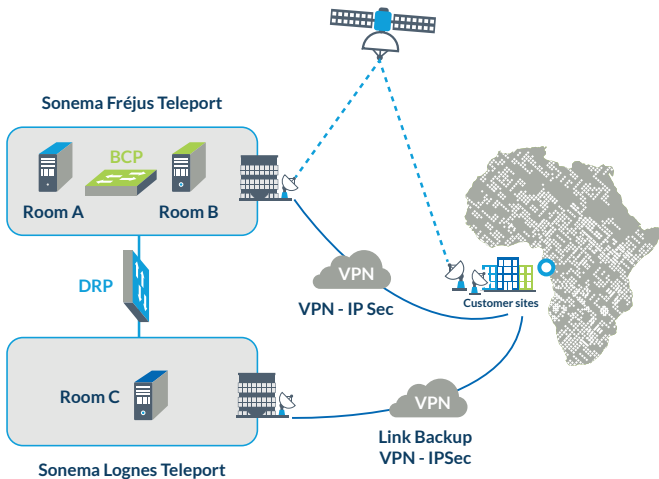 Sonema Fréjus Teleport
BCP
Room A
Room B
DRP
VPN
VPN - IP Sec
Customer sites
Room C
VPN
Link Backup
VPN - IPSec
Sonema Lognes Teleport